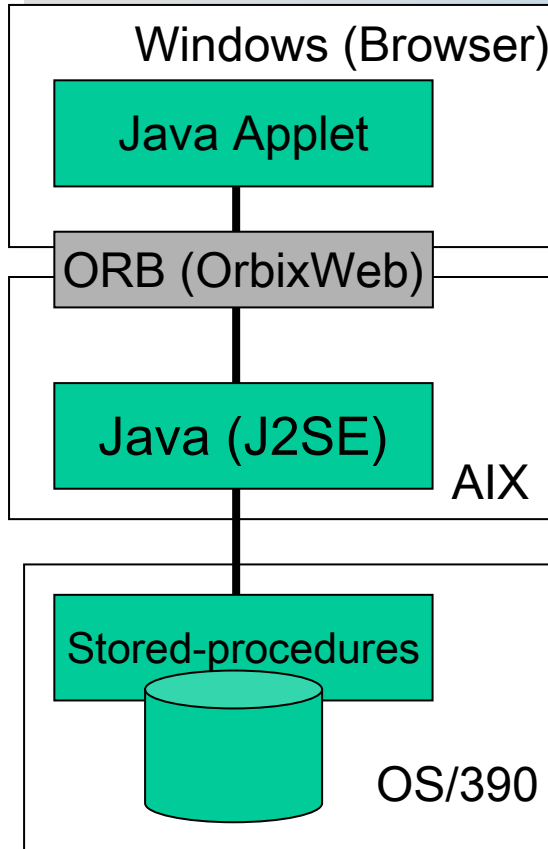 Windows (Browser)
Java Applet
ORB (OrbixWeb)
Java (J2SE)
AIX
Stored-procedures
OS/390